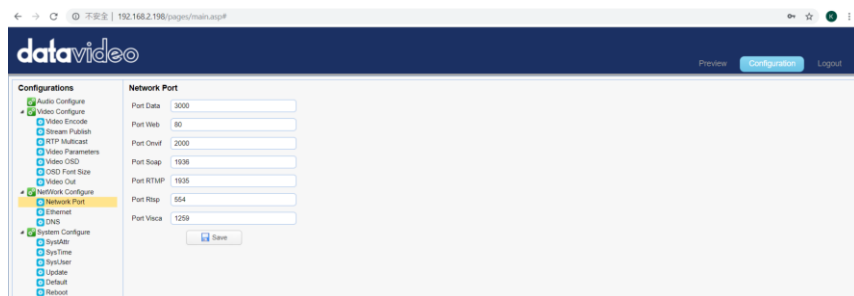 不安全 | 192.168.2.198/pages/main.asp#
K
datavideo
Preview Configuration Logout
Configurations
Audio Configure
Video Configure
Video Encode
Stream Publish
RTP Multicast
Video Parameters
Video OSD
OSD Font Size
Video Out
NetWork Configure
Network Port
Ethernet
DNS
System Configure
SystAttr
SysTime
SysUser
Update
Default
Reboot
Network Port
Port Data 3000
Port Web 80
Port Onvif 2000
Port Soap 1936
Port RTMP 1935
Port Rtsp 554
Port Visca 1259
Save